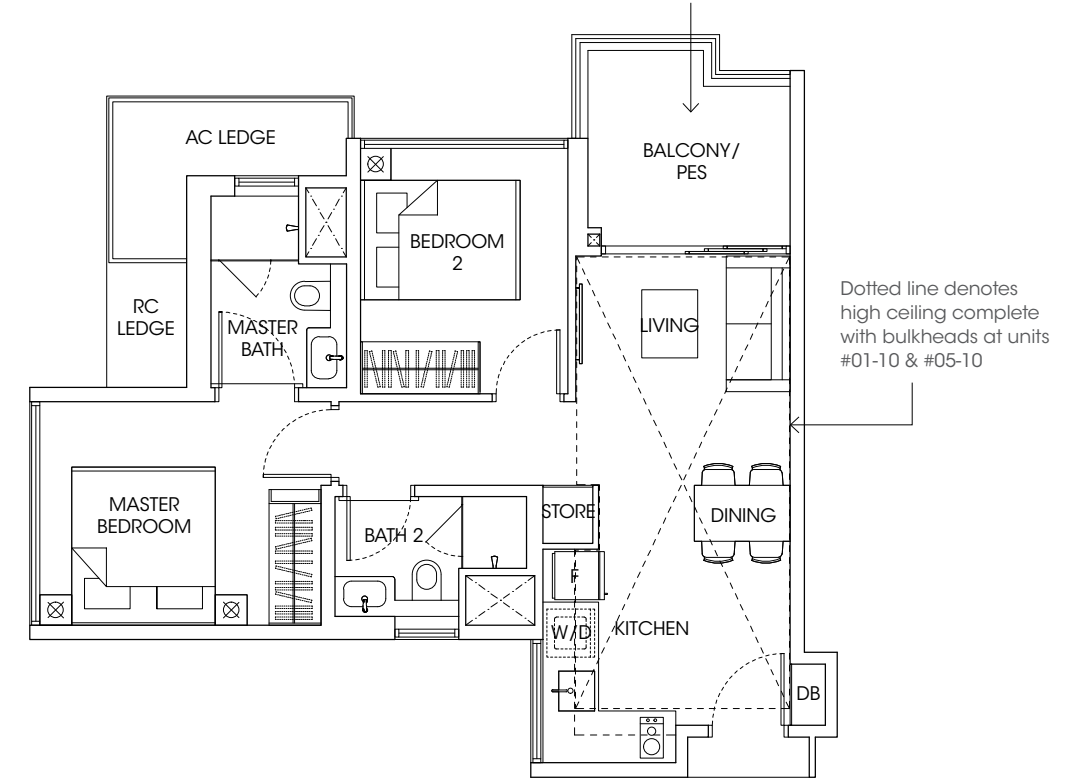 AC LEDGE
BALCONY/
PES
BEDROOM
2
RC
LEDGE
MASTER
BATH
LIVING
Dotted line denotes
high ceiling complete
with bulkheads at units
#01-10 & #05-10
MASTER
BEDROOM
BATH 2
STORE
DINING
F
W/D
KITCHEN
DB